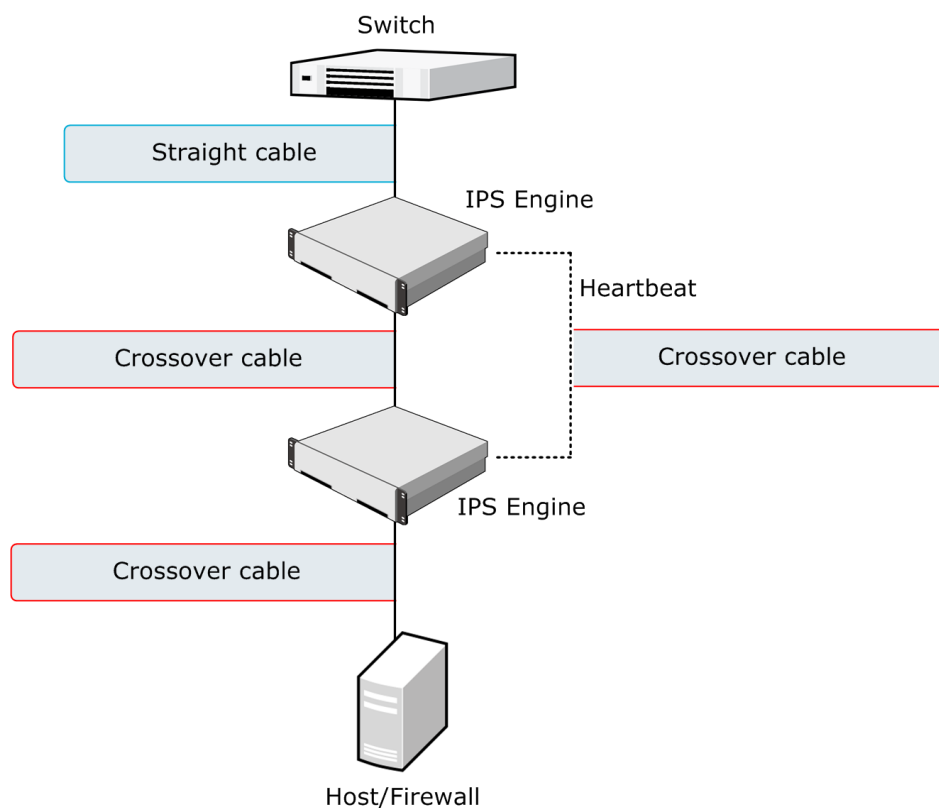 Switch
Straight cable
IPS Engine
Heartbeat
Crossover cable
Crossover cable
IPS Engine
Crossover cable
Host/Firewall